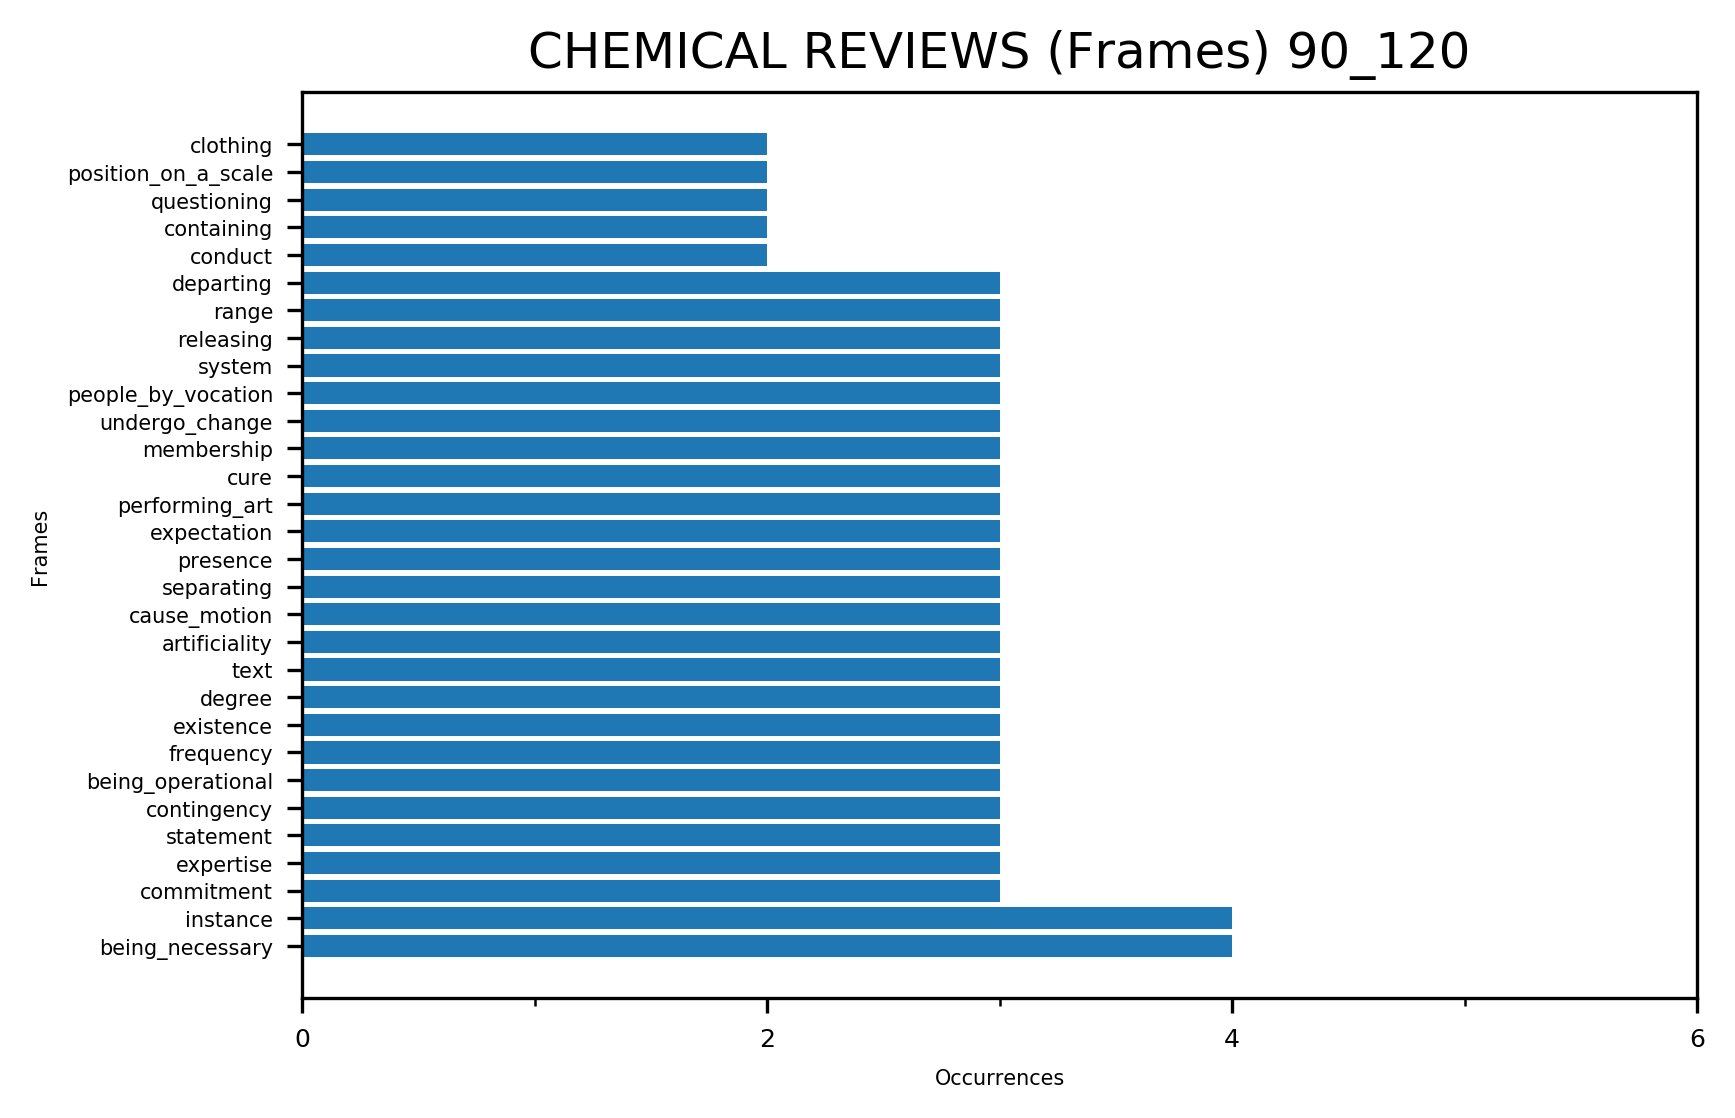 CHEMICAL REVIEWS (Frames) 90_120
clothing
position_on_a_scale
questioning
containing
conduct
departing
range
releasing
system
people_by_vocation
undergo_change
membership
cure
performing_art
expectation
presence
separating
cause_motion
artificiality
text
degree
existence
frequency
being_operational
contingency
statement
expertise
commitment
instance
being_necessary
Frames
0 2 4 6
Occurrences